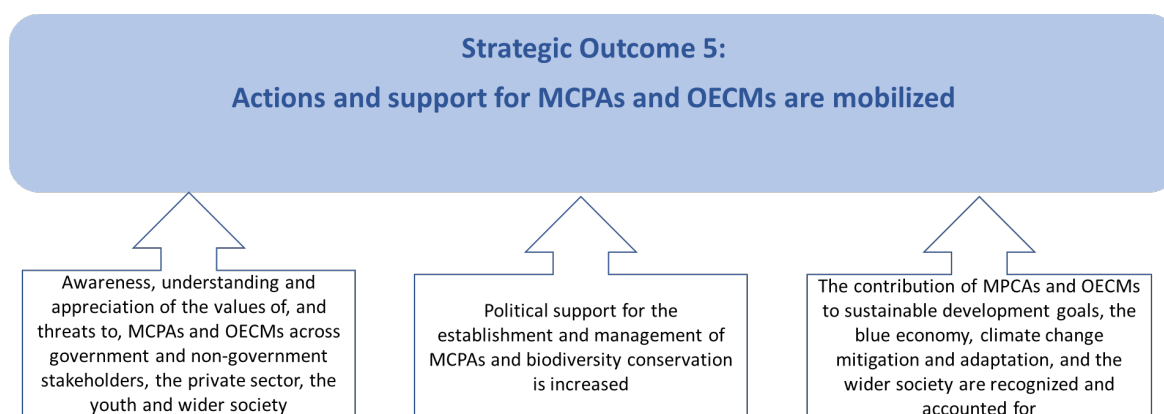 Strategic Outcome 5:
Actions and support for MCPAs and OECMs are mobilized
Awareness, understanding and
appreciation of the values of, and
threats to, MCPAs and OECMs across
government and non-government
stakeholders, the private sector, the
youth and wider society
Political support for the
establishment and management of
MCPAs and biodiversity conservation
is increased
The contribution of MPCAs and OECMs
to sustainable development goals, the
blue economy, climate change
mitigation and adaptation, and the
wider society are recognized and
accounted for